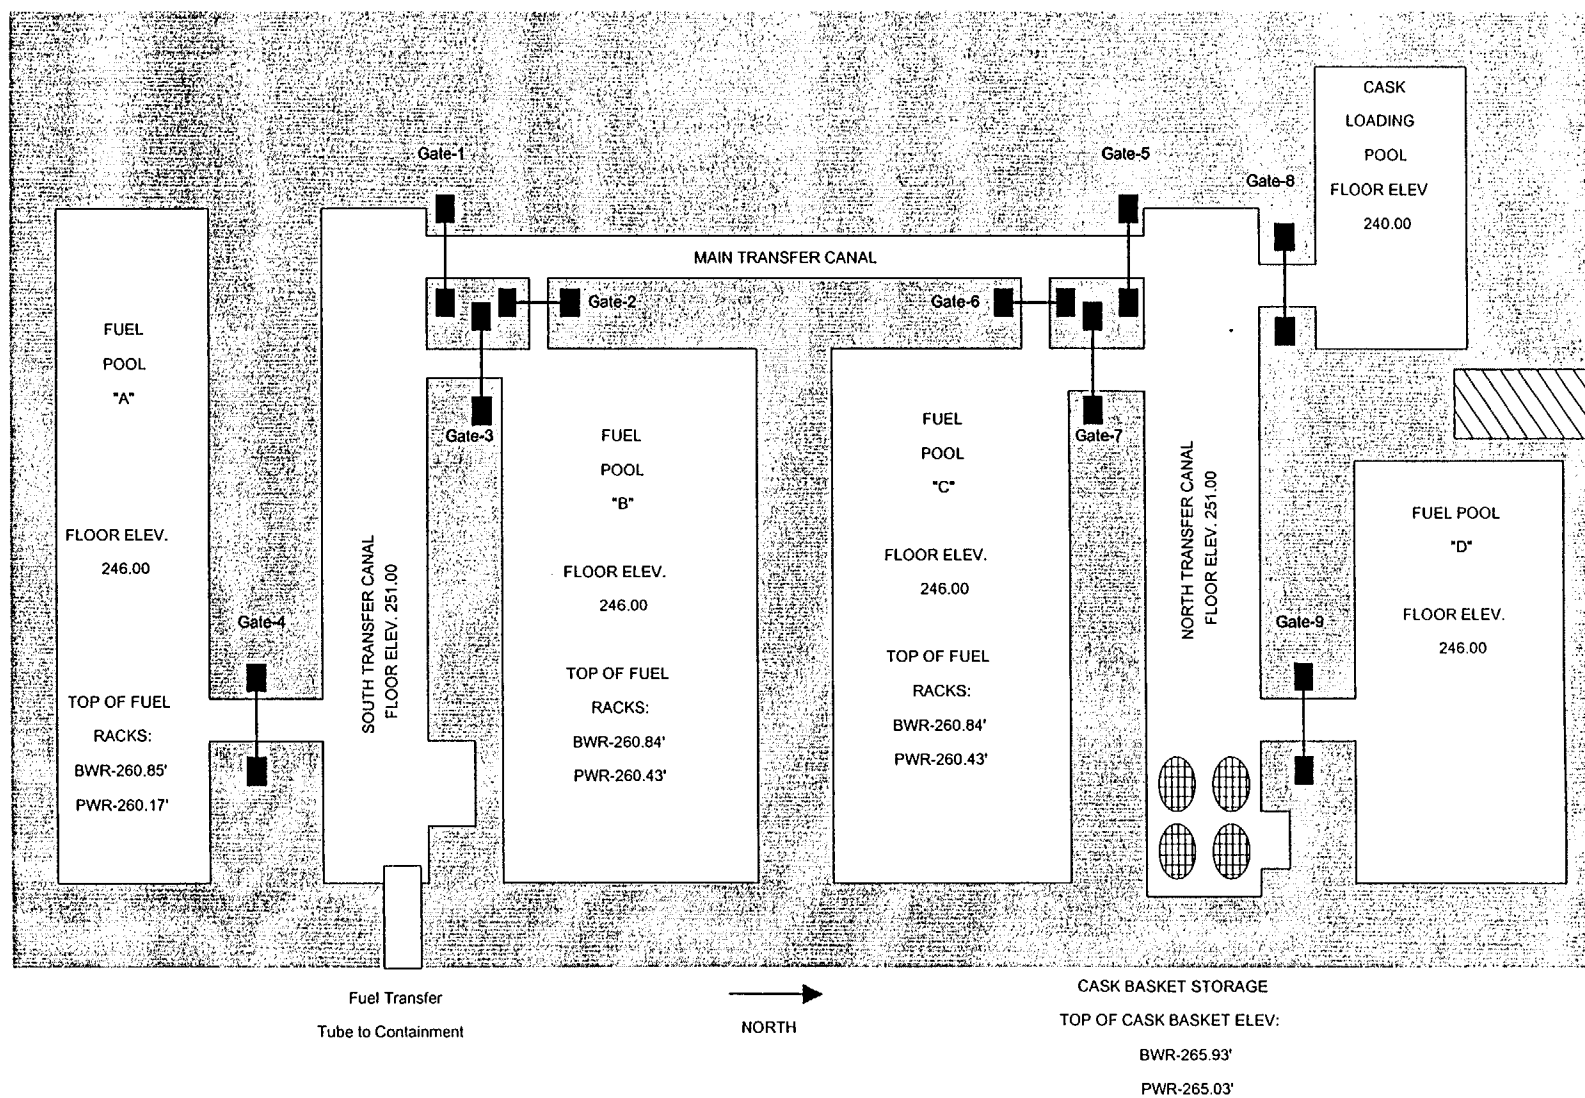 CASK
LOADING
POOL
FLOOR ELEV
240.00
Gate-1
Gate-5
Gate-8
MAIN TRANSFER CANAL
Gate-2
Gate-6
FUEL
POOL
"A"
FLOOR ELEV.
246.00
TOP OF FUEL
RACKS:
BWR-260.85'
PWR-260.17'
Gate-4
SOUTH TRANSFER CANAL
FLOOR ELEV. 251.00
Gate-3
FUEL
POOL
"B"
FLOOR ELEV.
246.00
TOP OF FUEL
RACKS:
BWR-260.84'
PWR-260.43'
FUEL
POOL
"C"
FLOOR ELEV.
246.00
TOP OF FUEL
RACKS:
BWR-260.84'
PWR-260.43'
Gate-7
NORTH TRANSFER CANAL
FLOOR ELEV. 251.00
Gate-9
FUEL POOL
"D"
FLOOR ELEV.
246.00
Fuel Transfer
Tube to Containment
NORTH
CASK BASKET STORAGE
TOP OF CASK BASKET ELEV:
BWR-265.93'
PWR-265.03'